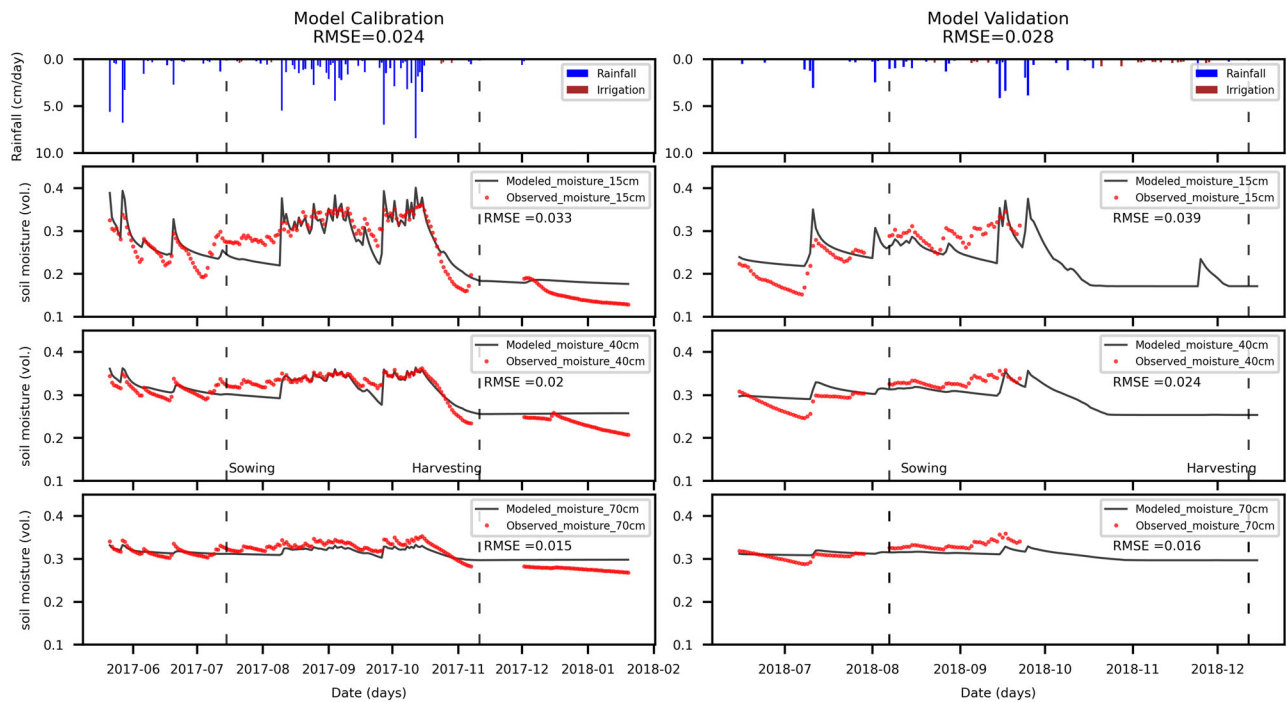 Model Calibration
RMSE=0.024
Rainfall (cm/day)
0.0
5.0
10.0
Rainfall
Irrigation
soil moisture (vol.)
0.4
0.3
0.2
0.1
Modeled_moisture_15cm
Observed_moisture_15cm
RMSE =0.033
soil moisture (vol.)
0.4
0.3
0.2
0.1
Modeled_moisture_40cm
Observed_moisture_40cm
RMSE =0.02
Sowing
Harvesting
soil moisture (vol.)
0.4
0.3
0.2
0.1
Modeled_moisture_70cm
Observed_moisture_70cm
RMSE =0.015
2017-06 2017-07 2017-08 2017-09 2017-10 2017-11 2017-12 2018-01 2018-02
Date (days)
Model Validation
RMSE=0.028
0.0
5.0
10.0
Rainfall
Irrigation
0.4
0.3
0.2
0.1
Modeled_moisture_15cm
Observed_moisture_15cm
RMSE =0.039
0.4
0.3
0.2
0.1
Modeled_moisture_40cm
Observed_moisture_40cm
RMSE =0.024
Sowing
Harvesting
0.4
0.3
0.2
0.1
Modeled_moisture_70cm
Observed_moisture_70cm
RMSE =0.016
2018-07 2018-08 2018-09 2018-10 2018-11 2018-12
Date (days)